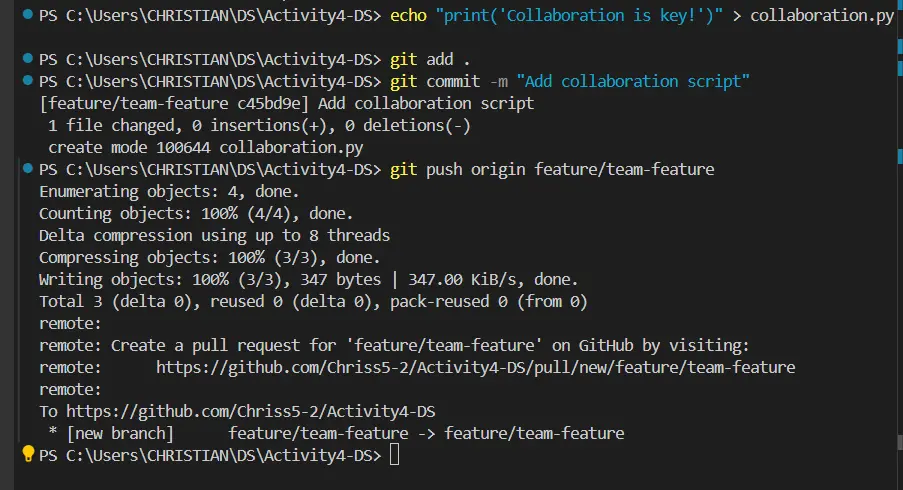 PS C:\Users\CHRISTIAN\DS\Activity4-DS> echo "print('Collaboration is key!')" > collaboration.py
PS C:\Users\CHRISTIAN\DS\Activity4-DS> git add .
PS C:\Users\CHRISTIAN\DS\Activity4-DS> git commit -m "Add collaboration script"
[feature/team-feature c45bd9e] Add collaboration script
 1 file changed, 0 insertions(+), 0 deletions(-)
 create mode 100644 collaboration.py
PS C:\Users\CHRISTIAN\DS\Activity4-DS> git push origin feature/team-feature
Enumerating objects: 4, done.
Counting objects: 100% (4/4), done.
Delta compression using up to 8 threads
Compressing objects: 100% (3/3), done.
Writing objects: 100% (3/3), 347 bytes | 347.00 KiB/s, done.
Total 3 (delta 0), reused 0 (delta 0), pack-reused 0 (from 0)
remote:
remote: Create a pull request for 'feature/team-feature' on GitHub by visiting:
remote:      https://github.com/Chriss5-2/Activity4-DS/pull/new/feature/team-feature
remote:
To https://github.com/Chriss5-2/Activity4-DS
 * [new branch]      feature/team-feature -> feature/team-feature
PS C:\Users\CHRISTIAN\DS\Activity4-DS>